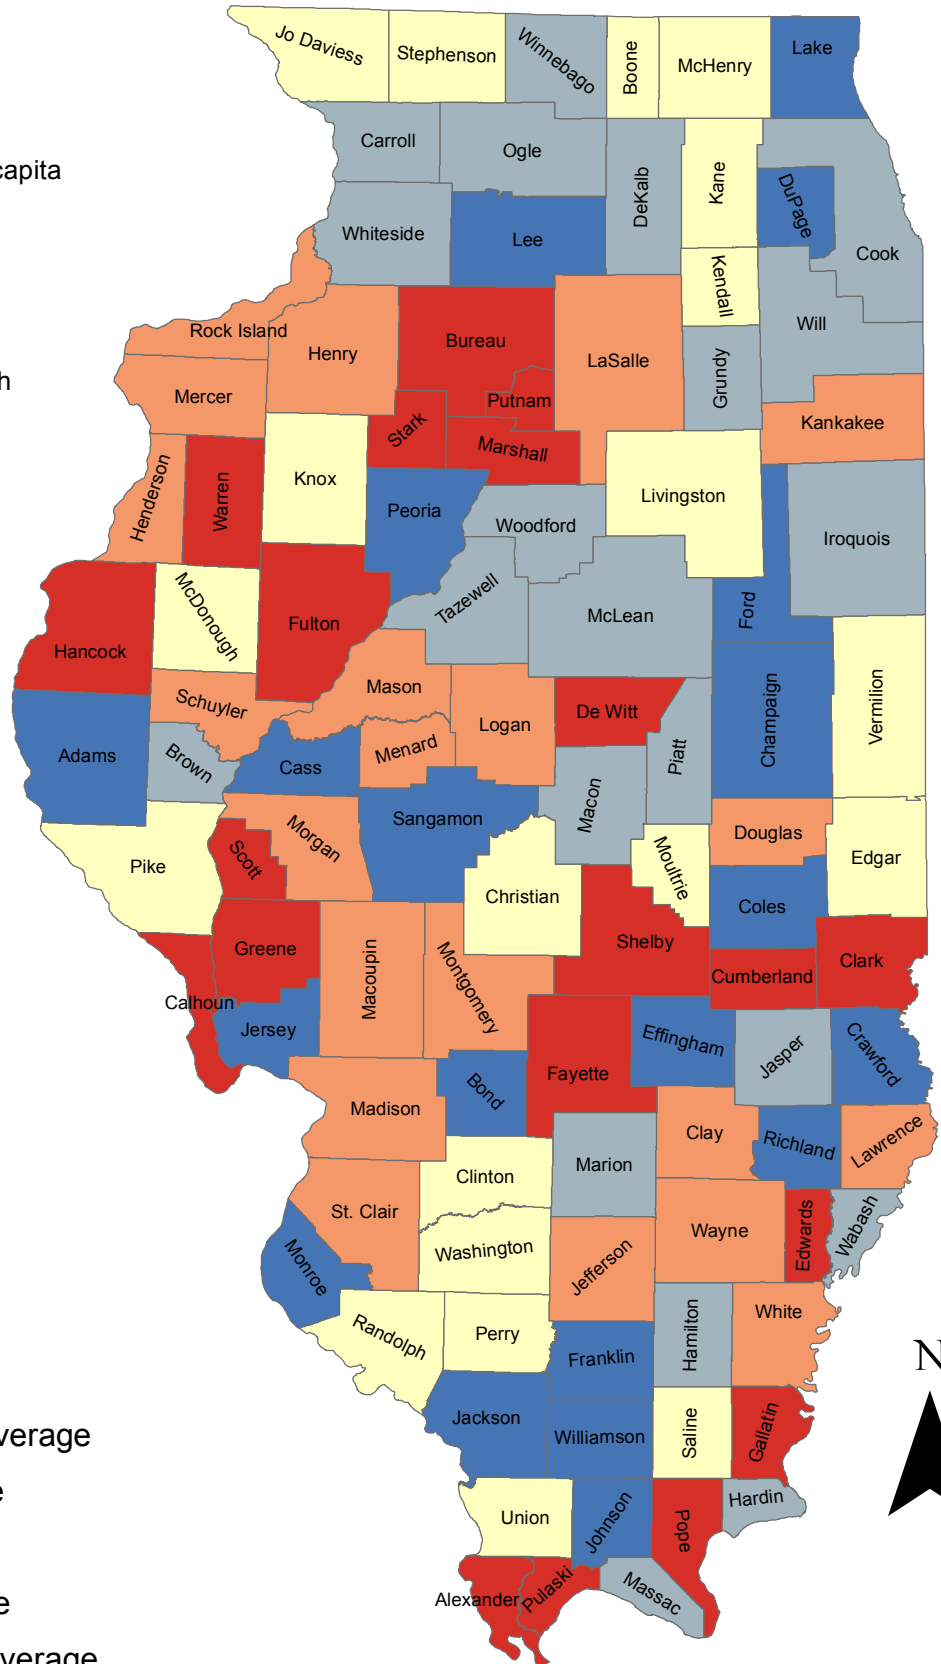 Jo Daviess
Stephenson
Winnebago
Boone
McHenry
Lake
Carroll
Ogle
capita
DeKalb
Kane
DuPage
Whiteside
Lee
Cook
Kendall
Rock Island
Will
Henry
Bureau
LaSalle
Grundy
h
Mercer
Putnam
Kankakee
Stark
Marshall
Henderson
Warren
Knox
Peoria
Livingston
Woodford
Iroquois
McDonough
Tazewell
Ford
McLean
Fulton
Hancock
Mason
Schuyler
De Witt
Logan
Piatt
Champaign
Vermilion
Menard
Adams
Brown
Cass
Macon
Sangamon
Douglas
Morgan
Scott
Pike
Moultrie
Edgar
Christian
Coles
Shelby
Greene
Macoupin
Montgomery
Clark
Cumberland
Calhoun
Jersey
Effingham
Jasper
Crawford
Fayette
Bond
Madison
Clay
Richland
Lawrence
Marion
Clinton
St. Clair
Wayne
Edwards
Wabash
Washington
Monroe
Jefferson
White
Randolph
Perry
Hamilton
Franklin
N
Jackson
Williamson
Saline
Gallatin
verage
e
Union
Johnson
Pope
Hardin
Alexander
Pulaski
Massac
e
verage